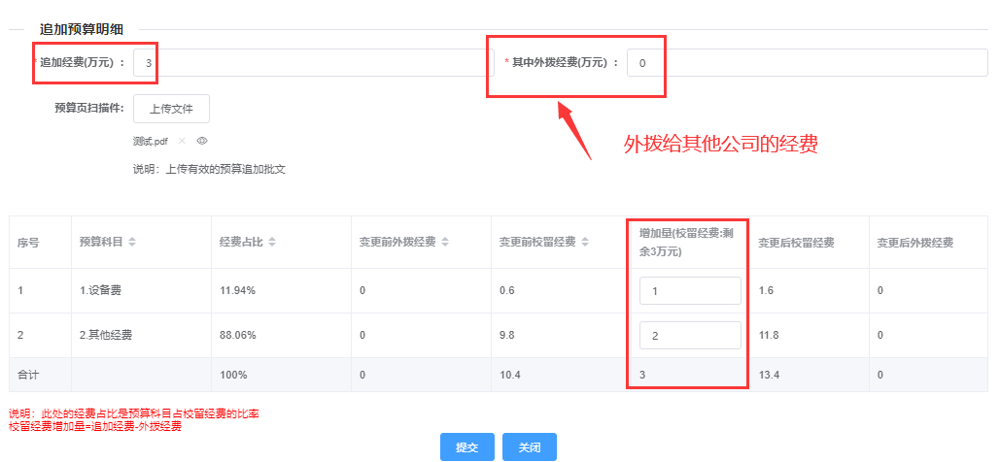 追加预算明细
* 追加经费(万元) : 3
* 其中外拨经费(万元) : 0
预算页扫描件: 上传文件
测试.pdf
外拨给其他公司的经费
说明: 上传有效的预算追加批文
序号 预算科目 经费占比 变更前外拨经费 变更前校留经费 增加量(校留经费:剩
余3万元) 变更后校留经费 变更后外拨经费
1 1.设备费 11.94% 0 0.6 1 1.6 0
2 2.其他经费 88.06% 0 9.8 2 11.8 0
合计 100% 0 10.4 3 13.4 0
说明: 此处的经费占比是预算科目占校留经费的比率
校留经费增加量=追加经费-外拨经费
提交 关闭